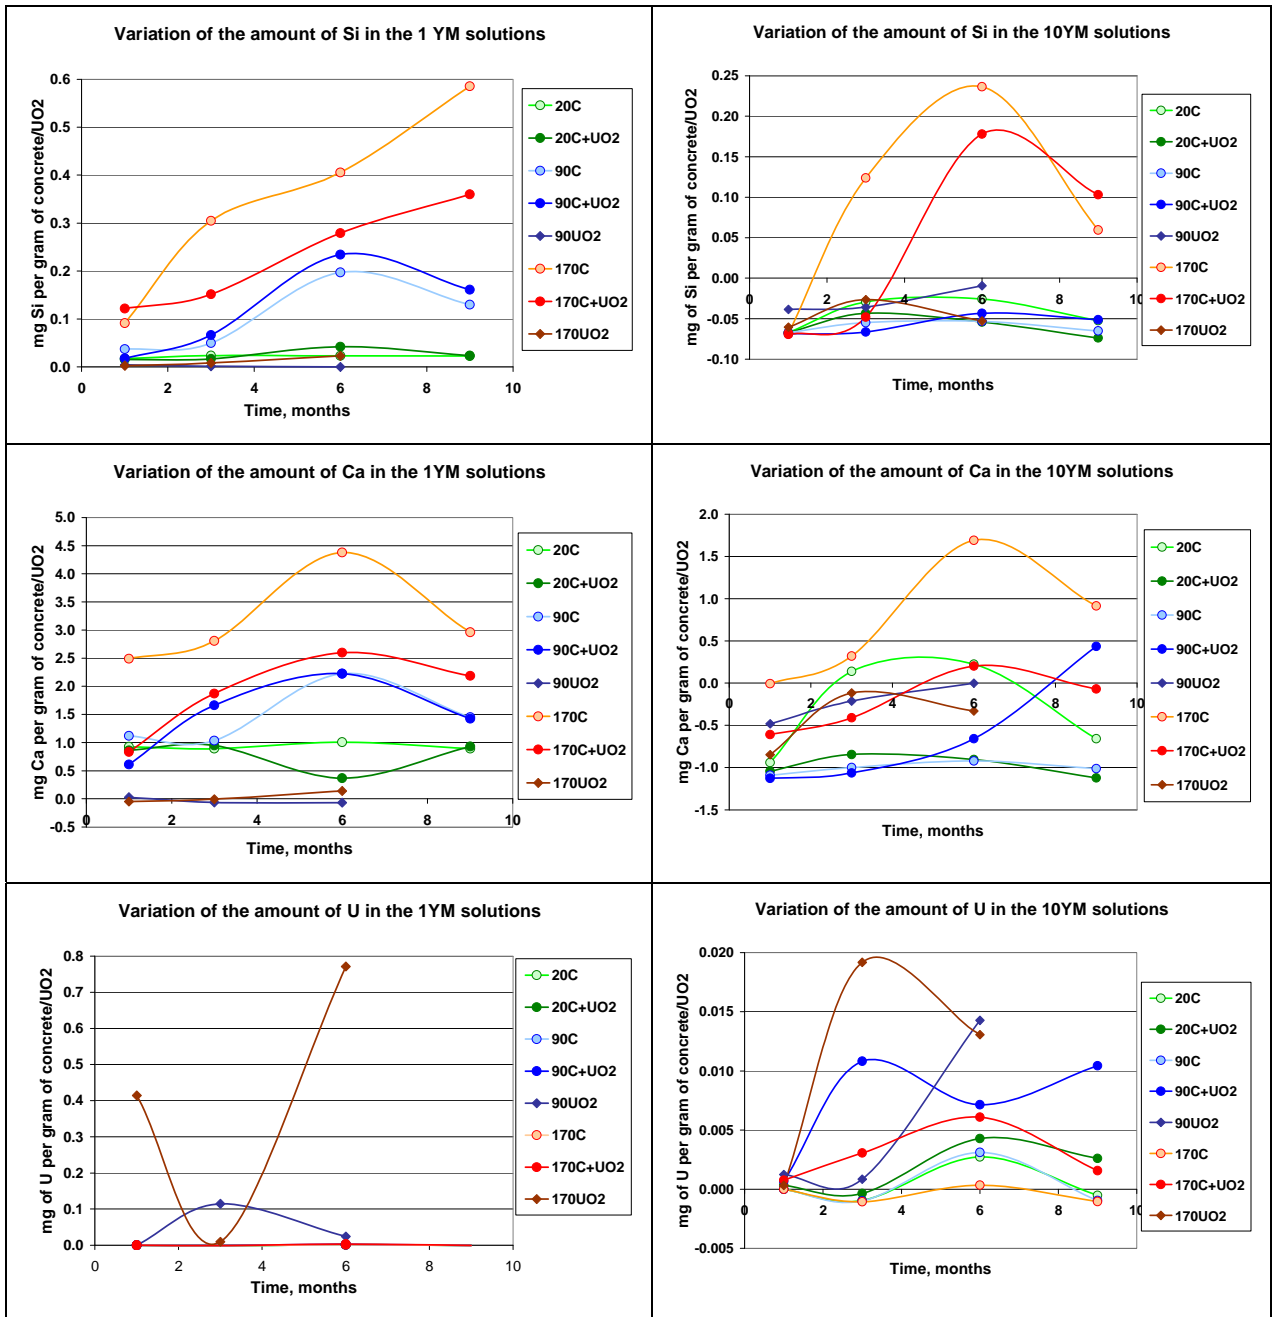 Variation of the amount of Si in the 1 YM solutions
mg Si per gram of concrete/UO2
0.6
0.5
0.4
0.3
0.2
0.1
0.0
0 2 4 6 8 10
Time, months
20C
20C+UO2
90C
90C+UO2
90UO2
170C
170C+UO2
170UO2
Variation of the amount of Si in the 10YM solutions
mg of Si per gram of concrete/UO2
0.25
0.20
0.15
0.10
0.05
0.00
-0.05
-0.10
0 2 4 6 8 10
Time, months
20C
20C+UO2
90C
90C+UO2
90UO2
170C
170C+UO2
170UO2
Variation of the amount of Ca in the 1YM solutions
mg Ca per gram of concrete/UO2
5.0
4.5
4.0
3.5
3.0
2.5
2.0
1.5
1.0
0.5
0.0
-0.5
0 2 4 6 8 10
Time, months
20C
20C+UO2
90C
90C+UO2
90UO2
170C
170C+UO2
170UO2
Variation of the amount of Ca in the 10YM solutions
mg Ca per gram of concrete/UO2
2.0
1.5
1.0
0.5
0.0
-0.5
-1.0
-1.5
0 2 4 6 8 10
Time, months
20C
20C+UO2
90C
90C+UO2
90UO2
170C
170C+UO2
170UO2
Variation of the amount of U in the 1YM solutions
mg of U per gram of concrete/UO2
0.8
0.7
0.6
0.5
0.4
0.3
0.2
0.1
0.0
0 2 4 6 8 10
Time, months
20C
20C+UO2
90C
90C+UO2
90UO2
170C
170C+UO2
170UO2
Variation of the amount of U in the 10YM solutions
mg of U per gram of concrete/UO2
0.020
0.015
0.010
0.005
0.000
-0.005
0 2 4 6 8 10
Time, months
20C
20C+UO2
90C
90C+UO2
90UO2
170C
170C+UO2
170UO2